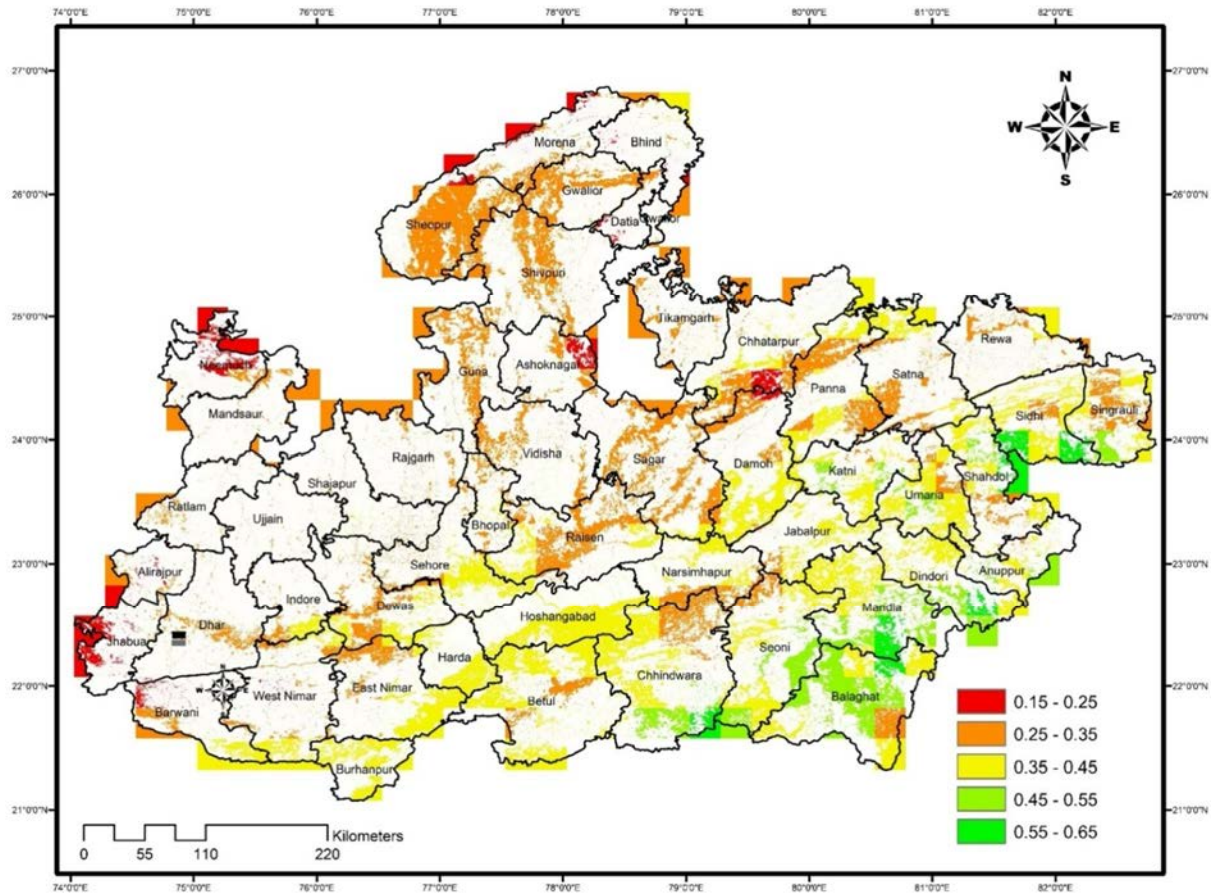 74°0'0"E 75°0'0"E 76°0'0"E 77°0'0"E 78°0'0"E 79°0'0"E 80°0'0"E 81°0'0"E 82°0'0"E
27°0'0"N 27°0'0"N
N
W E
S
Morena
Bhind
26°0'0"N 26°0'0"N
Gwalior
Sheopur
Datia
Gwalior
Shivpuri
25°0'0"N 25°0'0"N
Tikamgarh
Chhatarpur
Rewa
Neemuch
Guna
Ashoknagar
Panna
Satna
Mandsaur
Sidhi
Singrauli
24°0'0"N 24°0'0"N
Rajgarh
Vidisha
Sagar
Damoh
Katni
Shahdol
Shajapur
Umaria
Ratlam
Ujjain
Bhopal
Raisen
Jabalpur
23°0'0"N 23°0'0"N
Alirajpur
Sehore
Narsimhapur
Dindori
Anuppur
Indore
Dewas
Hoshangabad
Mandla
Dhar
Jhabua
Harda
Seoni
22°0'0"N 22°0'0"N
N
W E
Barwani
West Nimar
East Nimar
Betul
Chhindwara
Balaghat
0.15 - 0.25
0.25 - 0.35
0.35 - 0.45
0.45 - 0.55
0.55 - 0.65
Burhanpur
21°0'0"N 21°0'0"N
Kilometers
0 55 110 220
74°0'0"E 75°0'0"E 76°0'0"E 77°0'0"E 78°0'0"E 79°0'0"E 80°0'0"E 81°0'0"E 82°0'0"E